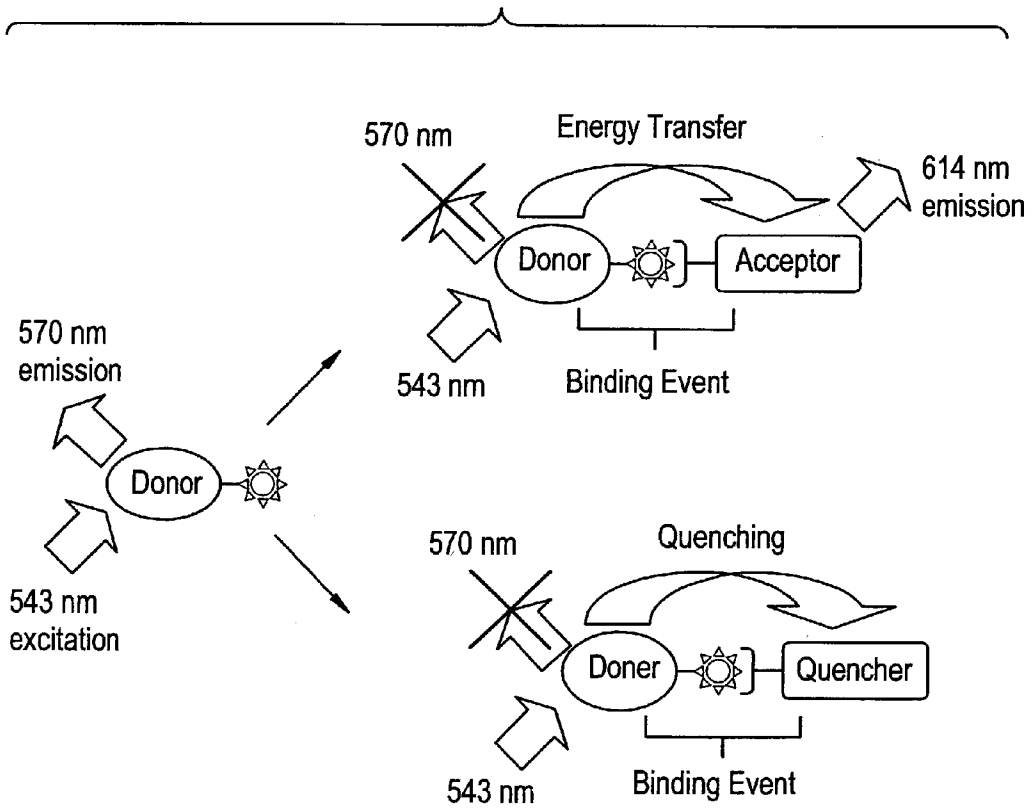 570 nm
Energy Transfer
614 nm
emission
Donor
Acceptor
543 nm
Binding Event
570 nm
emission
Donor
543 nm
excitation
570 nm
Quenching
Doner
Quencher
543 nm
Binding Event